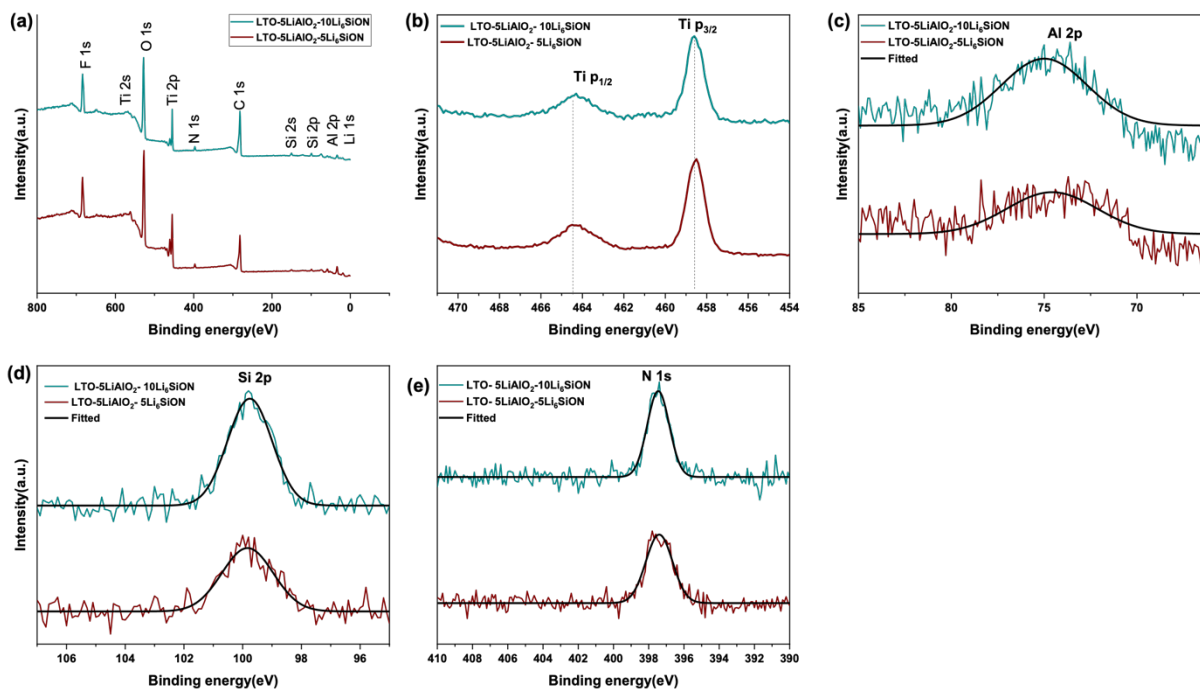 (a)
LTO-5LiAlO₂-10Li₆SiON
LTO-5LiAlO₂-5Li₆SiON
F 1s
Ti 2s
O 1s
Ti 2p
N 1s
C 1s
Si 2s
Si 2p
Al 2p
Li 1s
Intensity(a.u.)
800 600 400 200 0
Binding energy(eV)
(b)
LTO-5LiAlO₂- 10Li₆SiON
LTO-5LiAlO₂- 5Li₆SiON
Ti p₃/₂
Ti p₁/₂
Intensity(a.u.)
470 468 466 464 462 460 458 456 454
Binding energy(eV)
(c)
LTO-5LiAlO₂-10Li₆SiON
LTO-5LiAlO₂-5Li₆SiON
Fitted
Al 2p
Intensity(a.u.)
85 80 75 70
Binding energy(eV)
(d)
Si 2p
LTO-5LiAlO₂- 10Li₆SiON
LTO-5LiAlO₂- 5Li₆SiON
Fitted
Intensity(a.u.)
106 104 102 100 98 96
Binding energy(eV)
(e)
N 1s
LTO- 5LiAlO₂-10Li₆SiON
LTO- 5LiAlO₂-5Li₆SiON
Fitted
Intensity(a.u.)
410 408 406 404 402 400 398 396 394 392 390
Binding energy(eV)